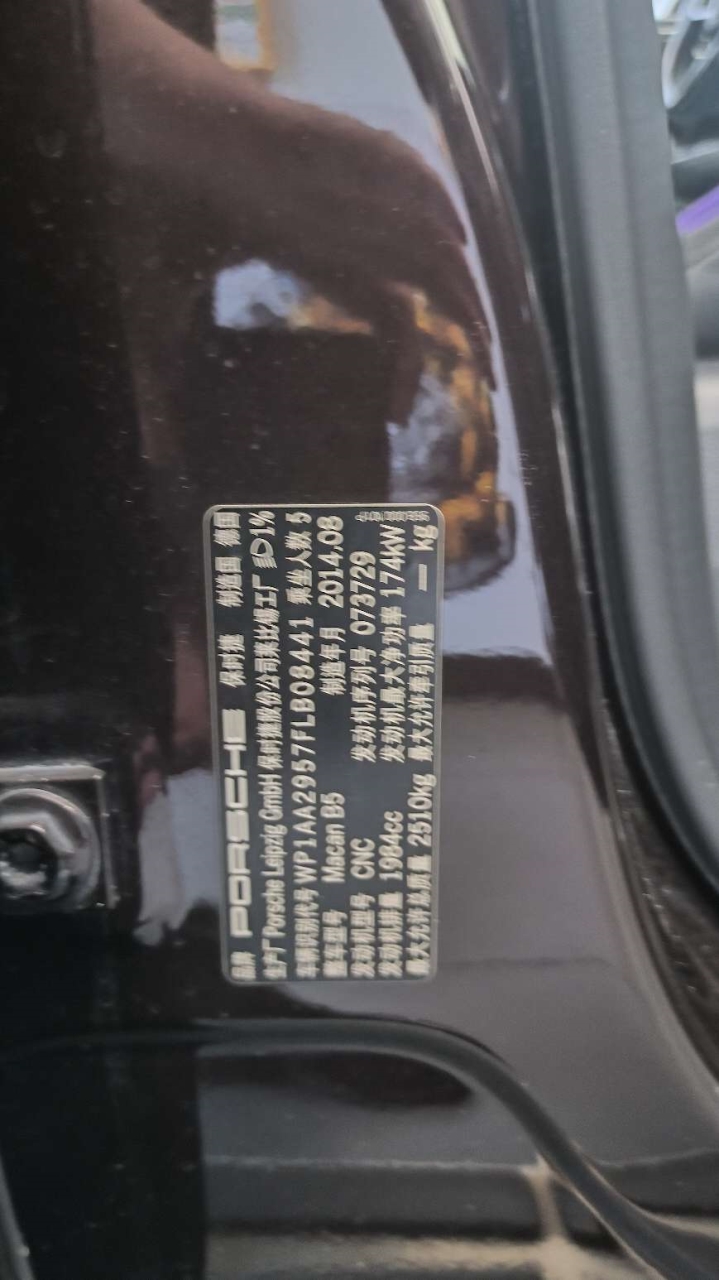 品牌 PORSCHE 保时捷 制造国 德国
生产厂 Porsche Leipzig GmbH 保时捷股份公司莱比锡工厂 1%
车辆识别代号 WP1AA2957FLB08441 乘坐人数 5
整车型号 Macan B5 制造年月 2014.08
发动机型号 CNC 发动机序列号 073729
发动机排量 1984cc 发动机最大净功率 174kW
最大允许总质量 2510kg 最大允许牵引质量 — kg